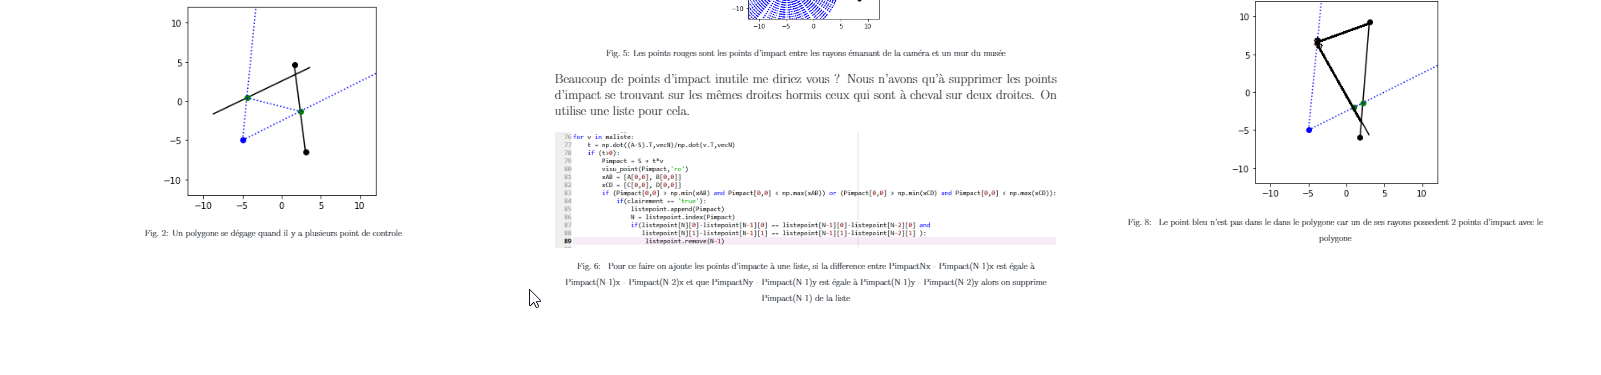 10
5
0
−5
−10
−10
−5
0
5
10
Fig. 2: Un polygone se dégage quand il y a plusieurs point de controle
−10
−10
−5
0
5
10
Fig. 5: Les points rouges sont les points d'impact entre les rayons émanant de la caméra et un mur du musée
Beaucoup de points d'impact inutile me diriez vous ? Nous n'avons qu'à supprimer les points
d'impact se trouvant sur les mêmes droites hormis ceux qui sont à cheval sur deux droites. On
utilise une liste pour cela.
76 for v in maliste:
77 t = np.dot((A-S).T,vecN)/np.dot(v.T,vecN)
78 if (t>0):
79 Pimpact = S + t*v
80 visu_point(Pimpact,'ro')
81 xAB = [A[0,0], B[0,0]]
82 xCD = [C[0,0], D[0,0]]
83 if (Pimpact[0,0] > np.min(xAB) and Pimpact[0,0] < np.max(xAB)) or (Pimpact[0,0] > np.min(xCD) and Pimpact[0,0] < np.max(xCD)):
84 if(clairement == 'true'):
85 listepoint.append(Pimpact)
86 N = listepoint.index(Pimpact)
87 if(listepoint[N][0]-listepoint[N-1][0] == listepoint[N-1][0]-listepoint[N-2][0] and
88 listepoint[N][1]-listepoint[N-1][1] == listepoint[N-1][1]-listepoint[N-2][1] ):
89 listepoint.remove(N-1)
Fig. 6: Pour ce faire on ajoute les points d'impacte à une liste, si la difference entre PimpactNx - Pimpact(N-1)x est égale à
Pimpact(N-1)x - Pimpact(N-2)x et que PimpactNy - Pimpact(N-1)y est égale à Pimpact(N-1)y - Pimpact(N-2)y alors on supprime
Pimpact(N-1) de la liste
10
5
0
−5
−10
−10
−5
0
5
10
Fig. 8: Le point bleu n'est pas dans le dans le polygone car un de ses rayons possedent 2 points d'impact avec le
polygone